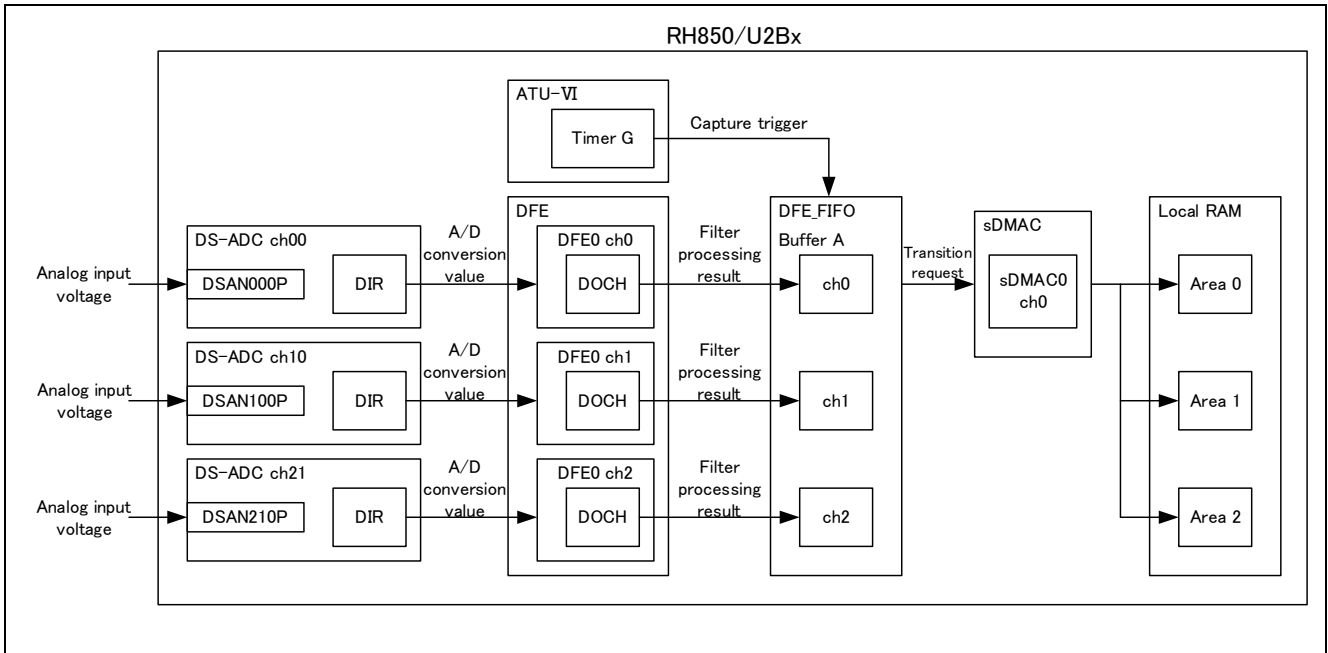 RH850/U2Bx
ATU-Ⅵ
Timer G
Capture trigger
DFE
DFE_FIFO
Buffer A
sDMAC
Local RAM
DS-ADC ch00
DSAN000P
DIR
Analog input
voltage
A/D
conversion
value
DFE0 ch0
DOCH
Filter
processing
result
ch0
Transition
request
sDMAC0
ch0
Area 0
DS-ADC ch10
DSAN100P
DIR
Analog input
voltage
A/D
conversion
value
DFE0 ch1
DOCH
Filter
processing
result
ch1
Area 1
DS-ADC ch21
DSAN210P
DIR
Analog input
voltage
A/D
conversion
value
DFE0 ch2
DOCH
Filter
processing
result
ch2
Area 2